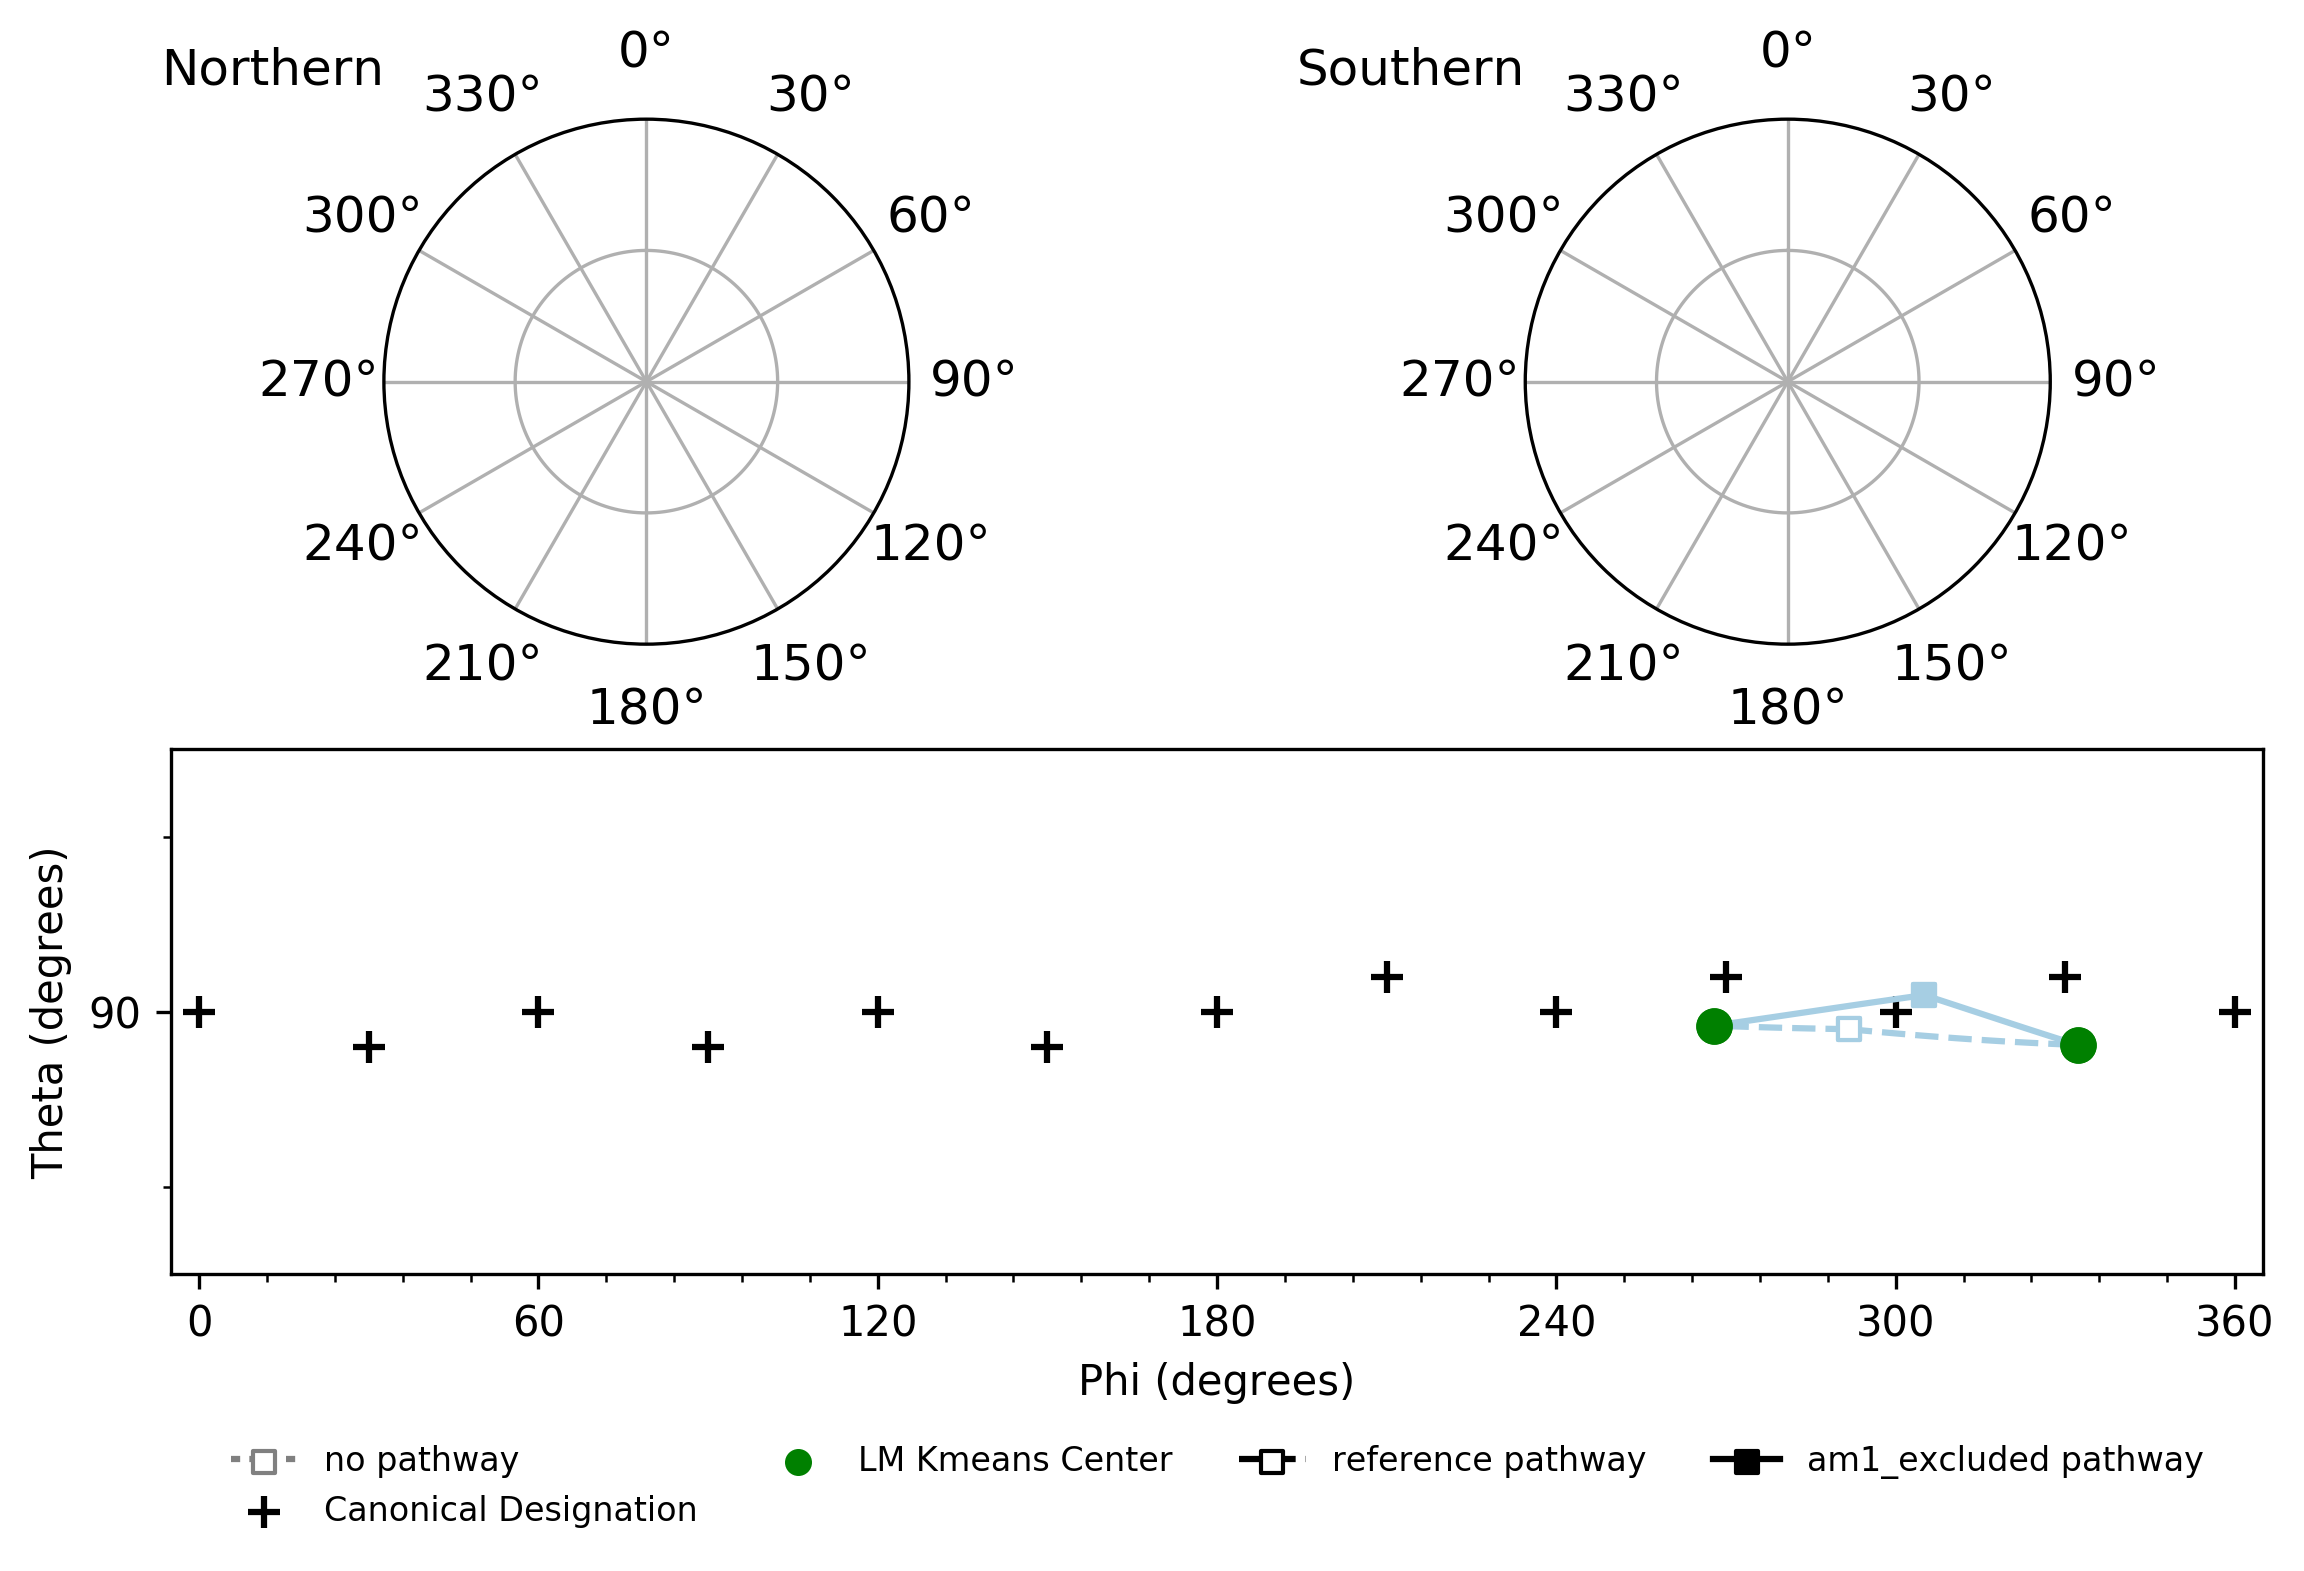 Northern
0°
330°
30°
300°
60°
270°
90°
240°
120°
210°
150°
180°
Southern
0°
330°
30°
300°
60°
270°
90°
240°
120°
210°
150°
180°
Theta (degrees)
90
0 60 120 180 240 300 360
Phi (degrees)
no pathway
Canonical Designation
LM Kmeans Center
reference pathway
am1_excluded pathway